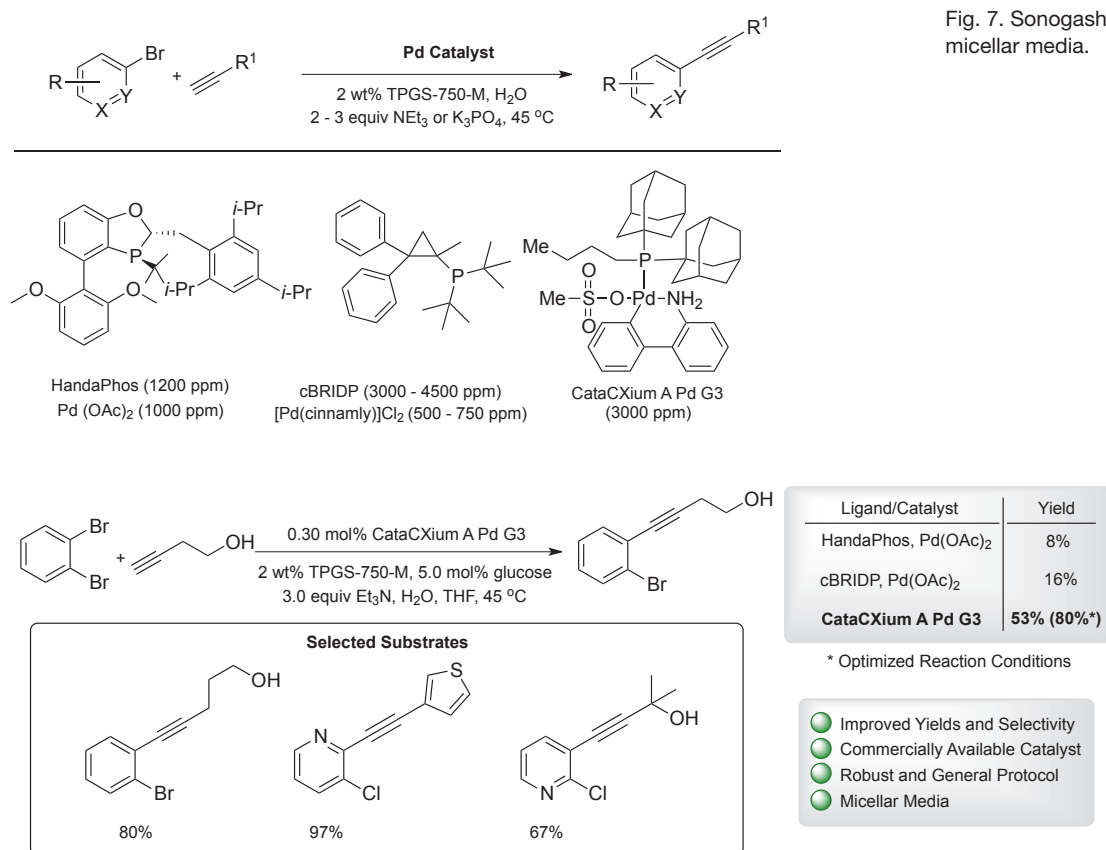 Fig. 7. Sonogash
micellar media.
Br
R
X
Y
+
R¹
Pd Catalyst
2 wt% TPGS-750-M, H₂O
2 - 3 equiv NEt₃ or K₃PO₄, 45 °C
R¹
R
X
Y
O
P
i-Pr
i-Pr
i-Pr
O
O
HandaPhos (1200 ppm)
Pd (OAc)₂ (1000 ppm)
P
cBRIDP (3000 - 4500 ppm)
[Pd(cinnamly)]Cl₂ (500 - 750 ppm)
Me
P
O
Me-S-O-Pd-NH₂
O
CataCXium A Pd G3
(3000 ppm)
Br
Br
+
OH
0.30 mol% CataCXium A Pd G3
2 wt% TPGS-750-M, 5.0 mol% glucose
3.0 equiv Et₃N, H₂O, THF, 45 °C
OH
Br
Ligand/Catalyst Yield
HandaPhos, Pd(OAc)₂ 8%
cBRIDP, Pd(OAc)₂ 16%
CataCXium A Pd G3 53% (80%*)
* Optimized Reaction Conditions
Selected Substrates
OH
Br
80%
S
N
Cl
97%
OH
N
Cl
67%
Improved Yields and Selectivity
Commercially Available Catalyst
Robust and General Protocol
Micellar Media